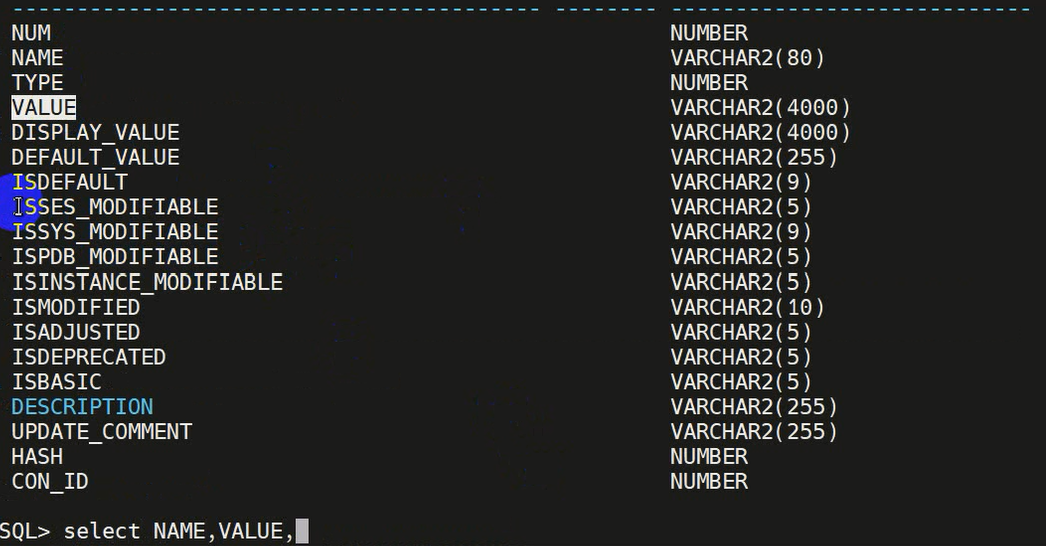 ----------------------------------------- -------- ----------------------------
NUM NUMBER
NAME VARCHAR2(80)
TYPE NUMBER
VALUE VARCHAR2(4000)
DISPLAY_VALUE VARCHAR2(4000)
DEFAULT_VALUE VARCHAR2(255)
ISDEFAULT VARCHAR2(9)
ISSES_MODIFIABLE VARCHAR2(5)
ISSYS_MODIFIABLE VARCHAR2(9)
ISPDB_MODIFIABLE VARCHAR2(5)
ISINSTANCE_MODIFIABLE VARCHAR2(5)
ISMODIFIED VARCHAR2(10)
ISADJUSTED VARCHAR2(5)
ISDEPRECATED VARCHAR2(5)
ISBASIC VARCHAR2(5)
DESCRIPTION VARCHAR2(255)
UPDATE_COMMENT VARCHAR2(255)
HASH NUMBER
CON_ID NUMBER
SQL> select NAME,VALUE,